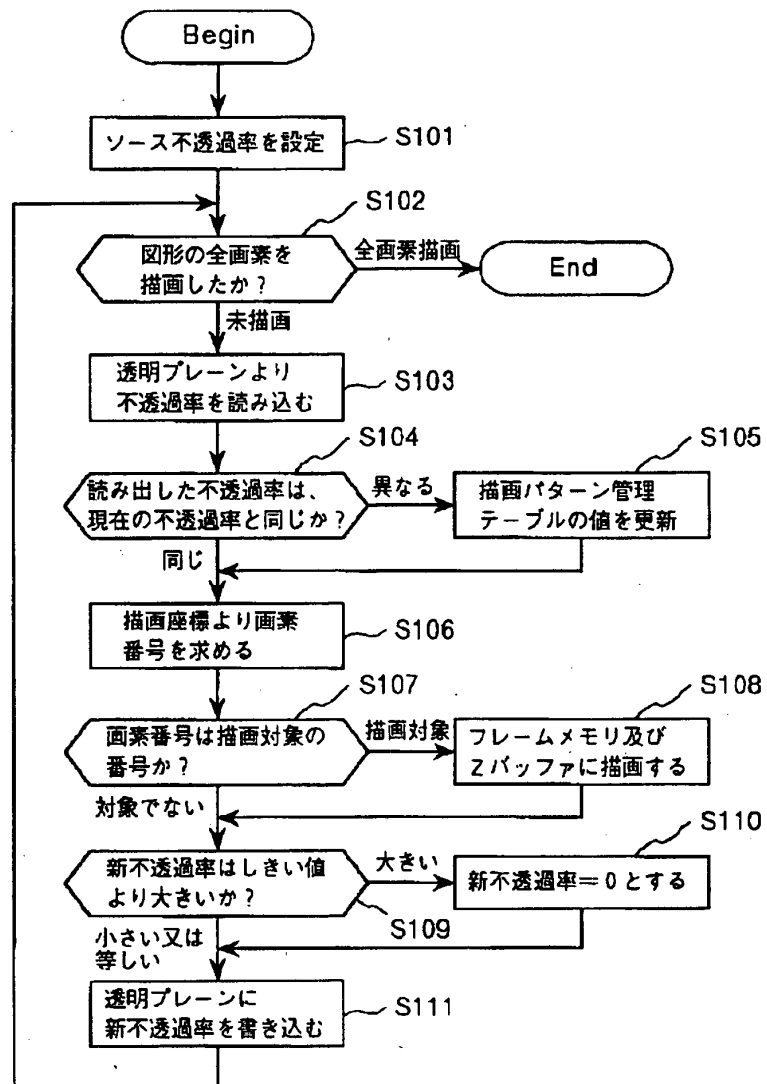 Begin
ソース不透過率を設定
S101
S102
図形の全画素を
描画したか？
全画素描画
End
未描画
透明プレーンより
不透過率を読み込む
S103
S104
読み出した不透過率は、
現在の不透過率と同じか？
異なる
S105
描画パターン管理
テーブルの値を更新
同じ
描画座標より画素
番号を求める
S106
S107
画素番号は描画対象の
番号か？
描画対象
S108
フレームメモリ及び
Zバッファに描画する
対象でない
新不透過率はしきい値
より大きいか？
大きい
S109
S110
新不透過率＝0とする
小さい又は
等しい
透明プレーンに
新不透過率を書き込む
S111